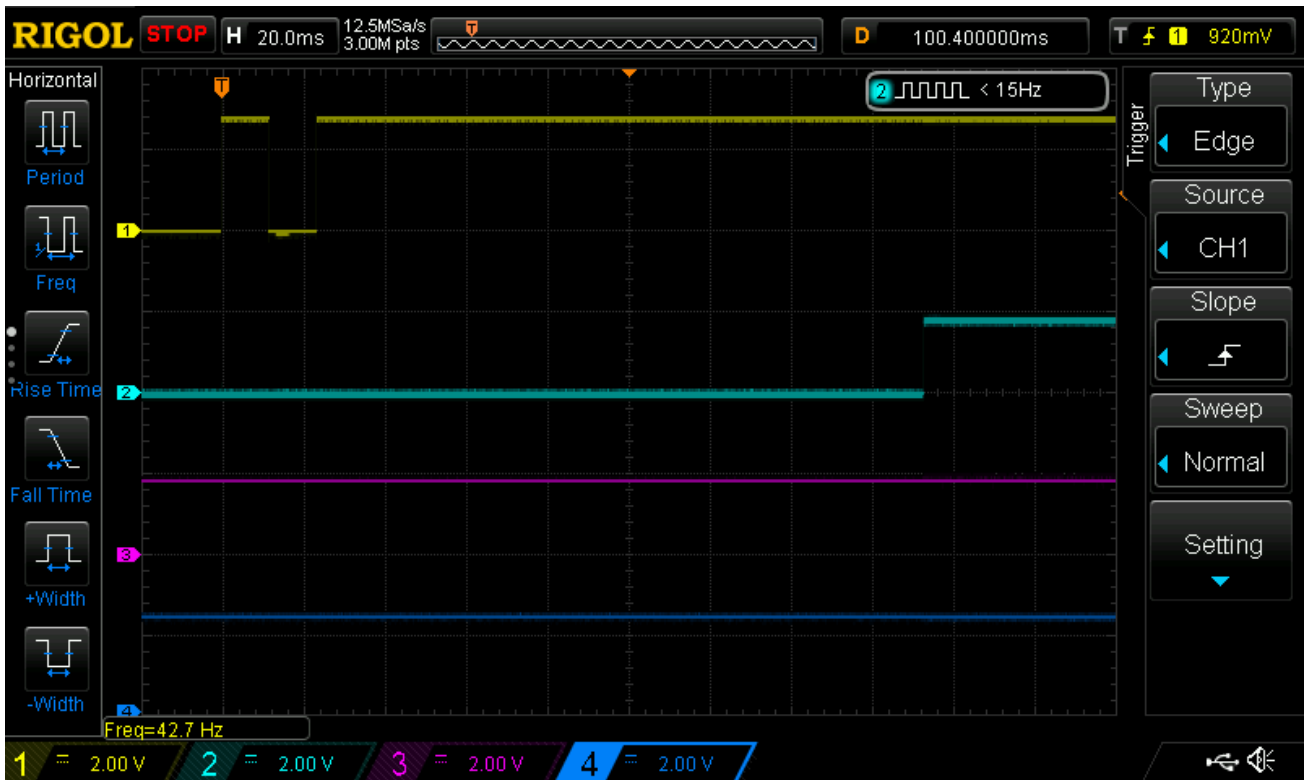 RIGOL STOP H 20.0ms 12.5MSa/s 3.00M pts T D 100.400000ms T 1 920mV
Horizontal
Period
Freq
Rise Time
Fall Time
+Width
-Width
T
2 < 15Hz
1
2
3
4
Trigger
Type
Edge
Source
CH1
Slope
Sweep
Normal
Setting
Freq=42.7 Hz
1 = 2.00 V 2 = 2.00 V 3 = 2.00 V 4 = 2.00 V